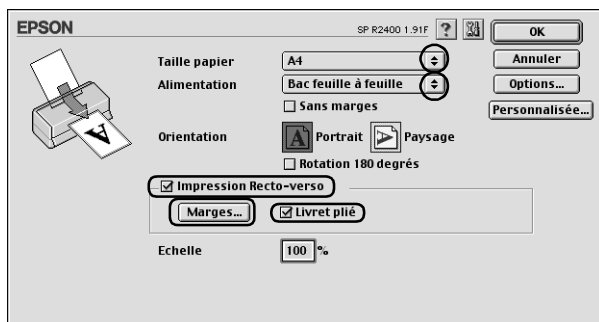 EPSON
SP R2400 1.91F ? OK
Taille papier A4 Annuler
Alimentation Bac feuille à feuille Options...
Sans marges Personnalisée...
Orientation A Portrait A Paysage
Rotation 180 degrés
Impression Recto-verso
Marges... Livret plié
Echelle 100 %
A